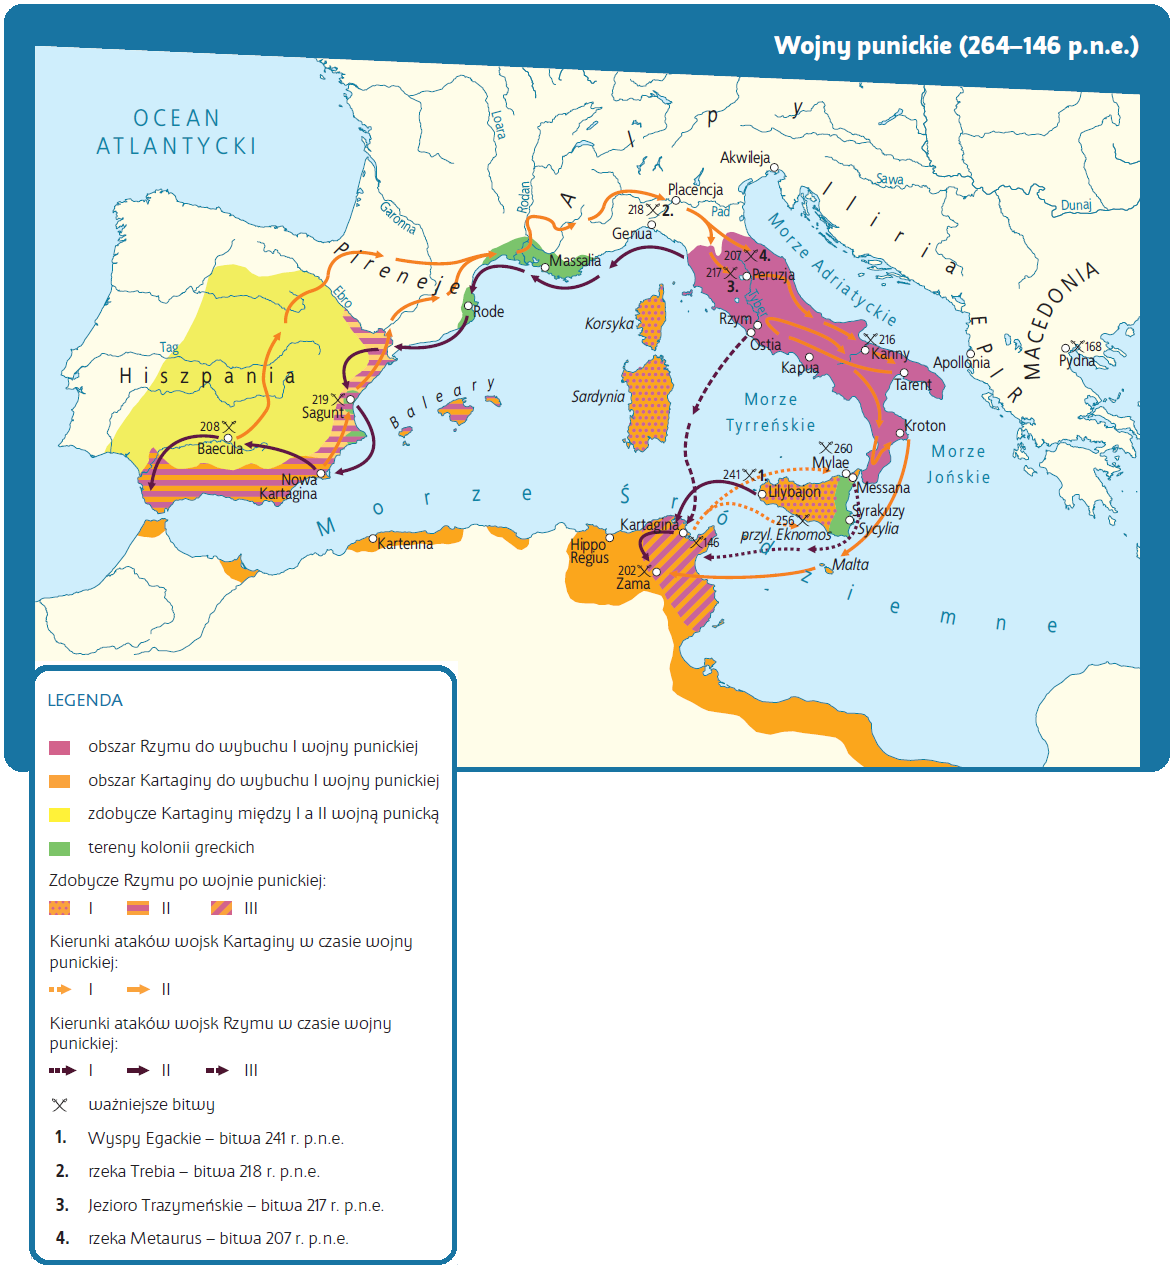 Wojny punickie (264–146 p.n.e.)
OCEAN
ATLANTYCKI
Loara
Garonna
Rodan
Alpy
Akwileja
Sawa
Dunaj
Placencja
218 2.
Pad
Genua
Iliria
Morze Adriatyckie
Pireneje
Massalia
207 4.
217
3.
Peruzja
Tyber
MACEDONIA
EPIR
Ebro
Rode
Korsyka
Rzym
Ostia
216
Kanny
Apollonia
168
Pydna
Tag
Hiszpania
Kapua
Tarent
Sardynia
Baleary
219
Sagunt
Morze
Tyrreńskie
208
Baecula
Kroton
260
Mylae
Morze
Jońskie
241 1.
Nowa
Kartagina
Lilybajon
Messana
Morze Śródziemne
Syrakuzy
Sycylia
256
przyl. Eknomos
Kartagina
146
Kartenna
Hippo
Regius
202
Zama
Malta
LEGENDA
obszar Rzymu do wybuchu I wojny punickiej
obszar Kartaginy do wybuchu I wojny punickiej
zdobycze Kartaginy między I a II wojną punicką
tereny kolonii greckich
Zdobycze Rzymu po wojnie punickiej:
I II III
Kierunki ataków wojsk Kartaginy w czasie wojny
punickiej:
I II
Kierunki ataków wojsk Rzymu w czasie wojny
punickiej:
I II III
ważniejsze bitwy
1. Wyspy Egackie – bitwa 241 r. p.n.e.
2. rzeka Trebia – bitwa 218 r. p.n.e.
3. Jezioro Trazymeńskie – bitwa 217 r. p.n.e.
4. rzeka Metaurus – bitwa 207 r. p.n.e.